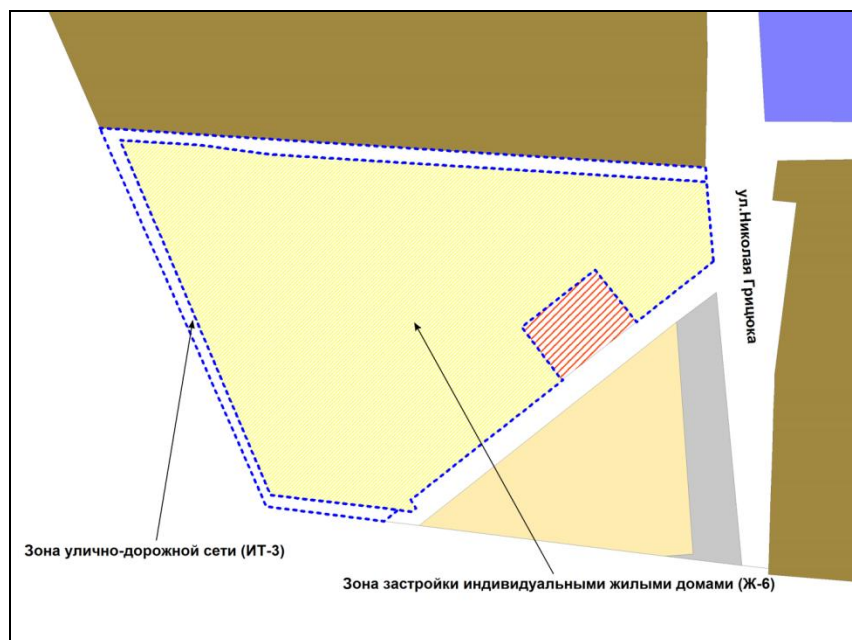 ул.Николая Грицюка
Зона улично-дорожной сети (ИТ-3)
Зона застройки индивидуальными жилыми домами (Ж-6)